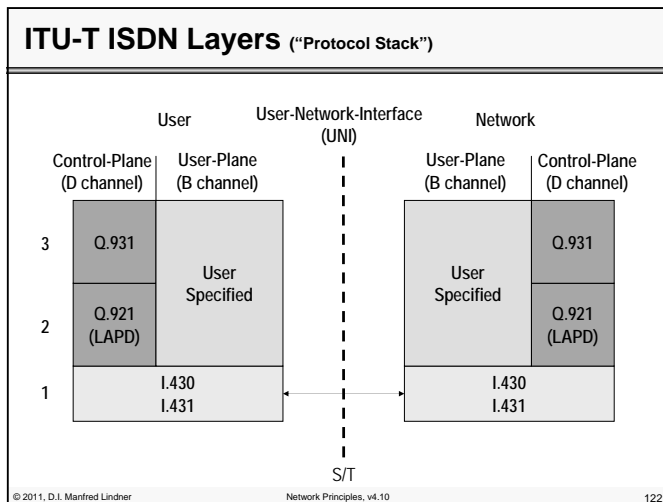 ITU-T ISDN Layers (“Protocol Stack”)
User
User-Network-Interface
(UNI)
Network
Control-Plane
(D channel)
User-Plane
(B channel)
User-Plane
(B channel)
Control-Plane
(D channel)
3
Q.931
User
Specified
User
Specified
Q.931
2
Q.921
(LAPD)
Q.921
(LAPD)
1
I.430
I.431
I.430
I.431
S/T
© 2011, D.I. Manfred Lindner
Network Principles, v4.10
122